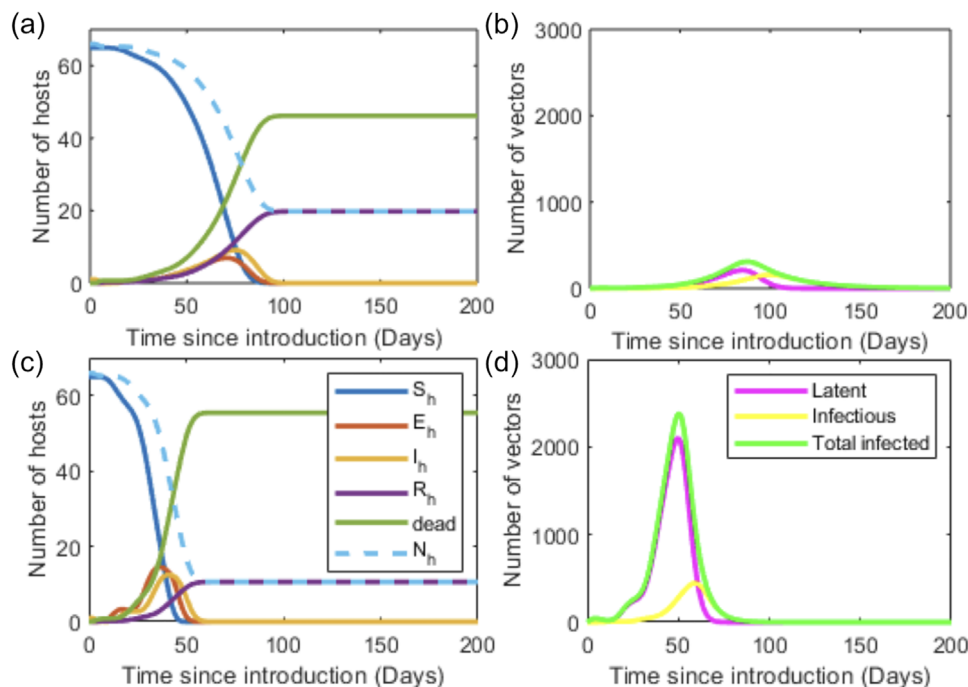 (a)
Number of hosts
60
40
20
0
0 50 100 150 200
Time since introduction (Days)
(b)
Number of vectors
3000
2000
1000
0
0 50 100 150 200
Time since introduction (Days)
(c)
Number of hosts
60
40
20
0
0 50 100 150 200
Time since introduction (Days)
S_h
E_h
I_h
R_h
dead
N_h
(d)
Number of vectors
3000
2000
1000
0
0 50 100 150 200
Time since introduction (Days)
Latent
Infectious
Total infected